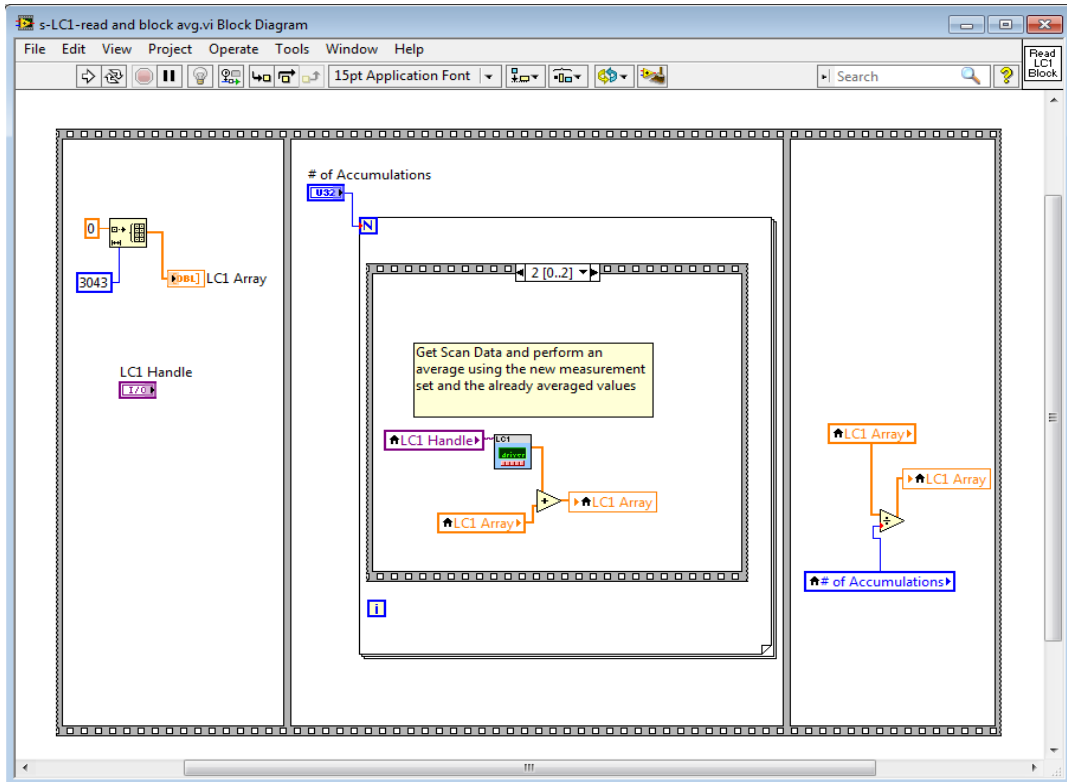 s-LC1-read and block avg.vi Block Diagram
File Edit View Project Operate Tools Window Help
15pt Application Font
Search
Read
LC1
Block
# of Accumulations
U32
N
0
3043
DBL]
LC1 Array
LC1 Handle
I/O
2 [0..2]
Get Scan Data and perform an
average using the new measurement
set and the already averaged values
LC1 Handle
LC1
driver
+
LC1 Array
LC1 Array
i
LC1 Array
LC1 Array
÷
# of Accumulations